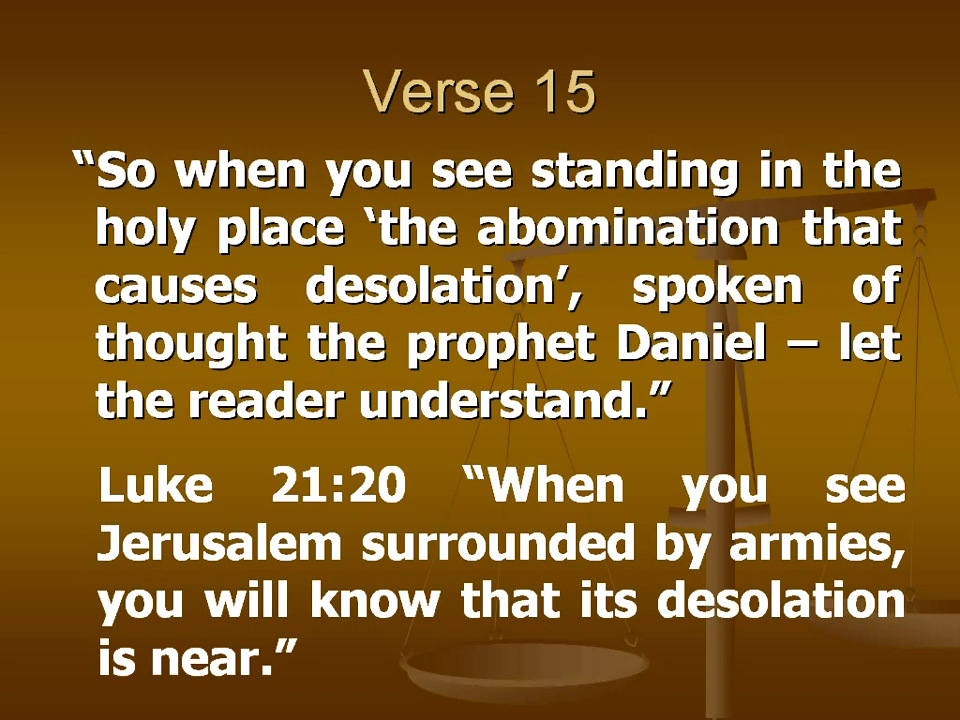 Verse 15
“So when you see standing in the
holy place ‘the abomination that
causes desolation’, spoken of
thought the prophet Daniel – let
the reader understand.”
Luke 21:20 “When you see
Jerusalem surrounded by armies,
you will know that its desolation
is near.”